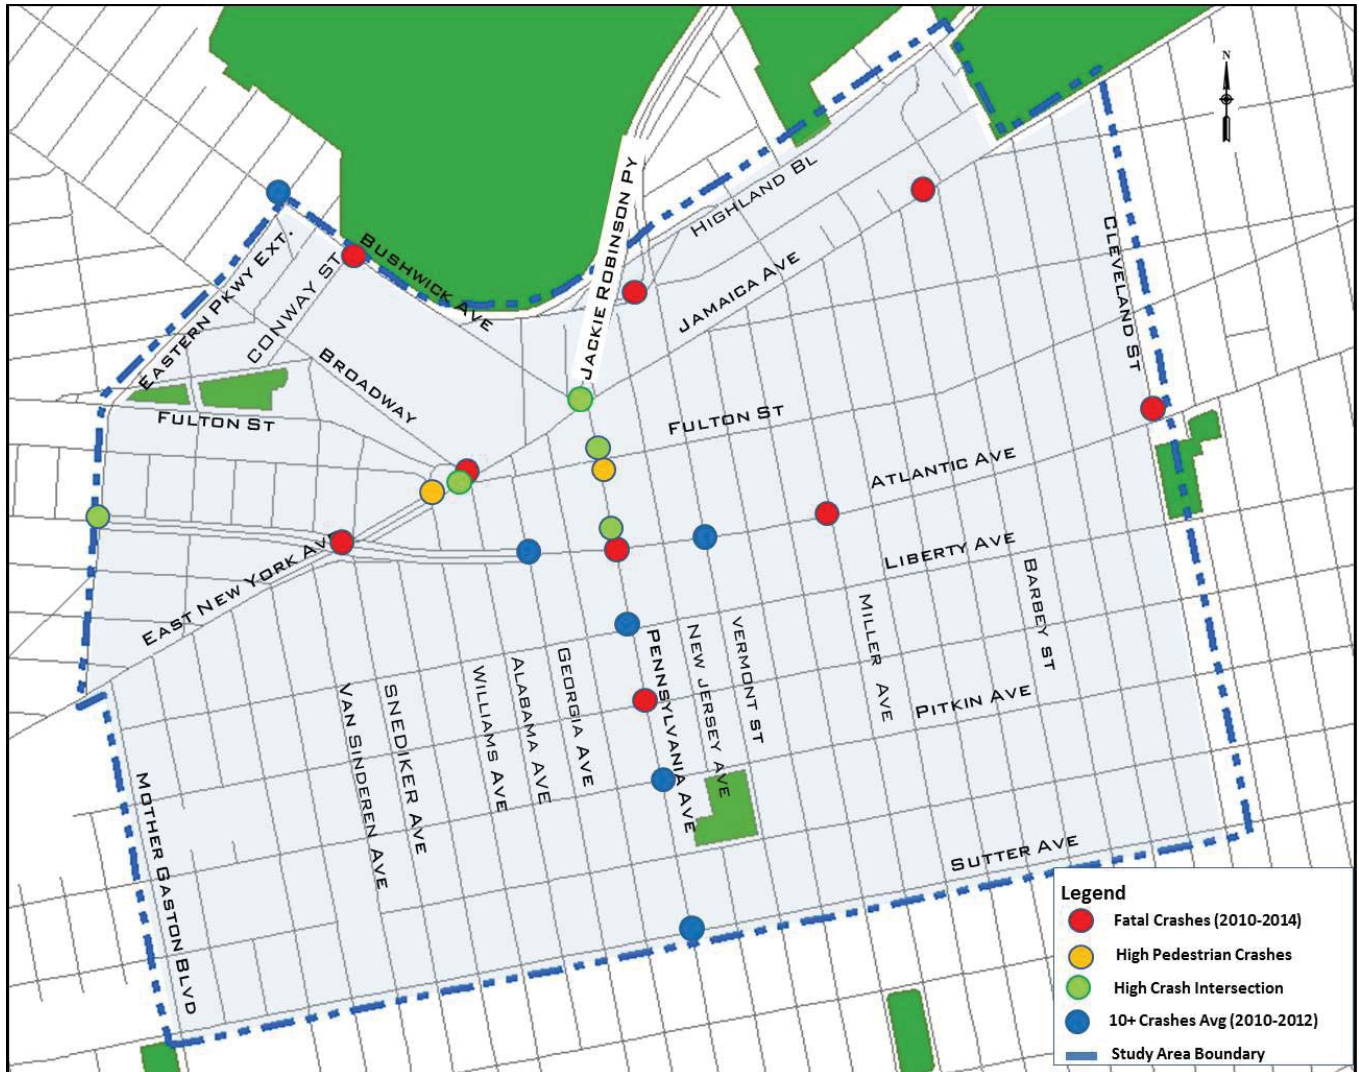 N
HIGHLAND BL
JACKIE ROBINSON PY
JAMAICA AVE
CLEVELAND ST
BUSHWICK AVE
EASTERN PKWY EXT.
CONWAY ST
BROADWAY
FULTON ST
FULTON ST
ATLANTIC AVE
LIBERTY AVE
EAST NEW YORK AVE
BARBEY ST
MILLER AVE
VERMONT ST
NEW JERSEY AVE
PENNSYLVANIA AVE
GEORGIA AVE
ALABAMA AVE
WILLIAMS AVE
SNEDIKER AVE
VAN SINDEREN AVE
PITKIN AVE
MOTHER GASTON BLVD
SUTTER AVE
Legend
Fatal Crashes (2010-2014)
High Pedestrian Crashes
High Crash Intersection
10+ Crashes Avg (2010-2012)
Study Area Boundary